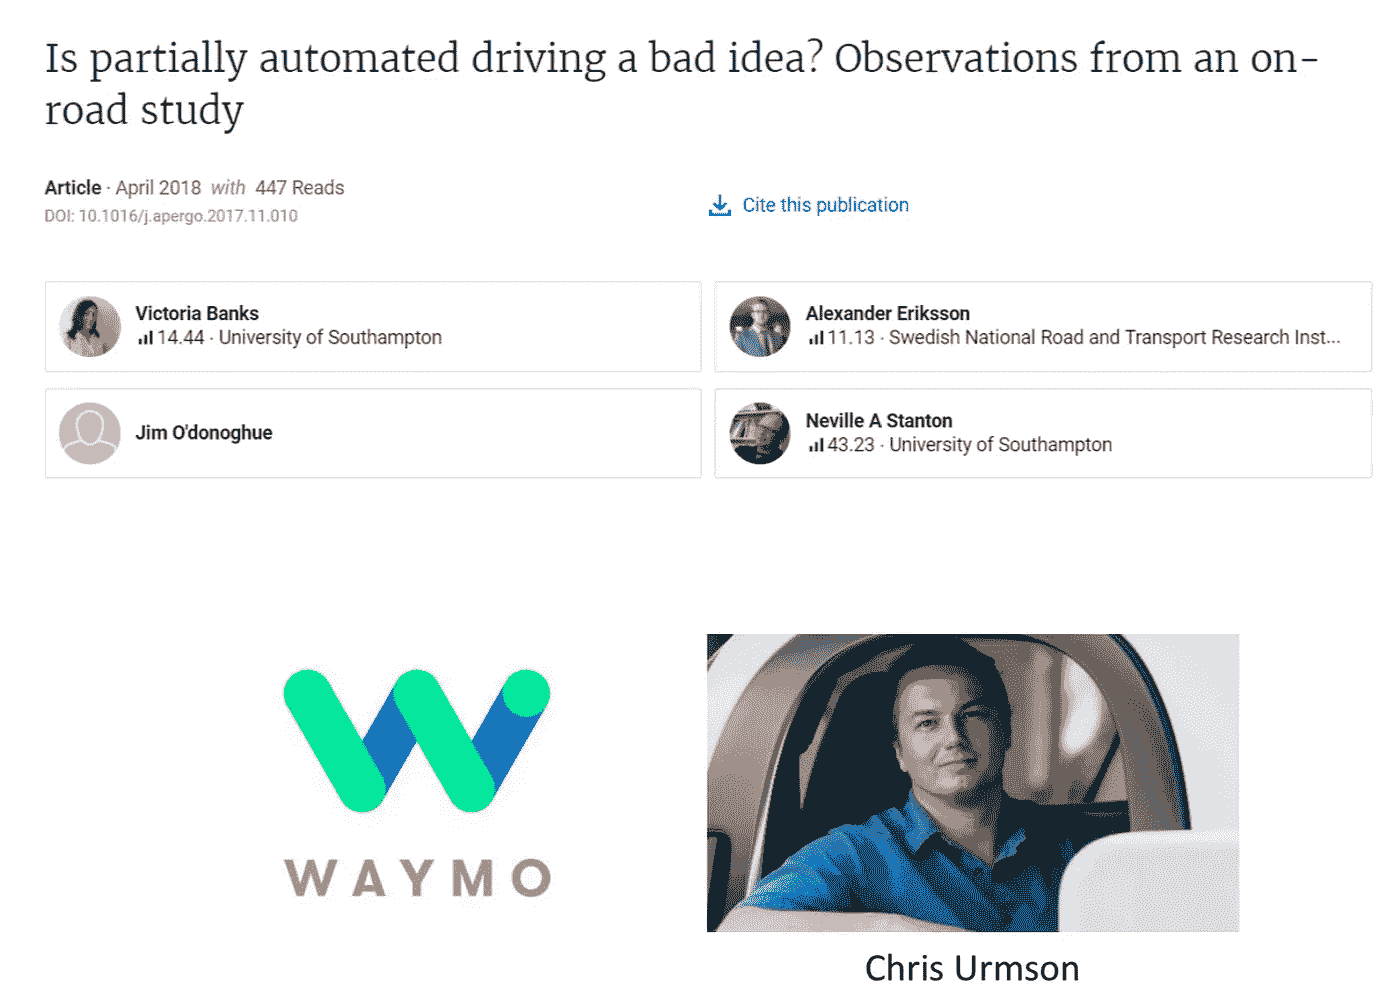 Is partially automated driving a bad idea? Observations from an on-
road study
Article · April 2018 with 447 Reads
DOI: 10.1016/j.apergo.2017.11.010
Cite this publication
Victoria Banks
14.44 · University of Southampton
Alexander Eriksson
11.13 · Swedish National Road and Transport Research Inst...
Jim O'donoghue
Neville A Stanton
43.23 · University of Southampton
WAYMO
Chris Urmson